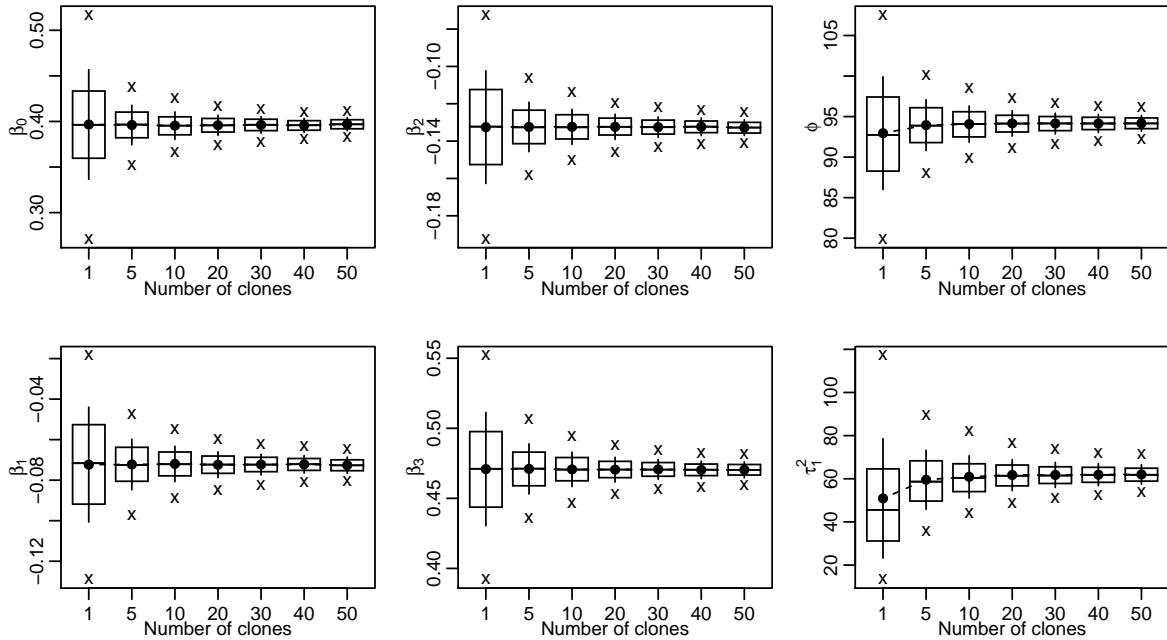 β0
0.30 0.40 0.50
x x x x x x x
x x x x x x x
1 5 10 20 30 40 50
Number of clones
β2
−0.18 −0.14 −0.10
x x x x x x x
x x x x x x x
1 5 10 20 30 40 50
Number of clones
ϕ
80 85 90 95 105
x x x x x x x
x x x x x x x
1 5 10 20 30 40 50
Number of clones
β1
−0.12 −0.08 −0.04
x x x x x x x
x x x x x x x
1 5 10 20 30 40 50
Number of clones
β3
0.40 0.45 0.50 0.55
x x x x x x x
x x x x x x x
1 5 10 20 30 40 50
Number of clones
τ1²
20 40 60 80 100
x x x x x x x
x x x x x x x
1 5 10 20 30 40 50
Number of clones